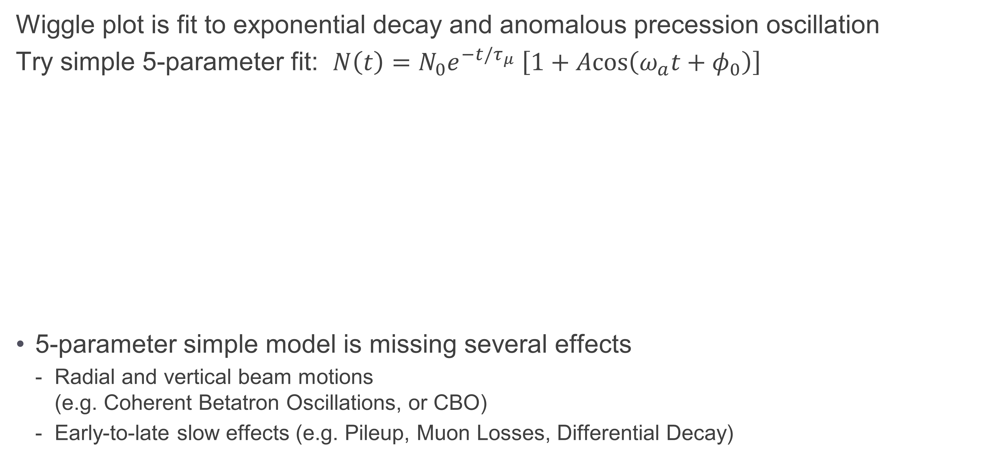 Wiggle plot is fit to exponential decay and anomalous precession oscillation
Try simple 5-parameter fit: N(t) = N₀e^{−t/τ_μ} [1 + Acos(ω_a t + ϕ₀)]
• 5-parameter simple model is missing several effects
- Radial and vertical beam motions
(e.g. Coherent Betatron Oscillations, or CBO)
- Early-to-late slow effects (e.g. Pileup, Muon Losses, Differential Decay)